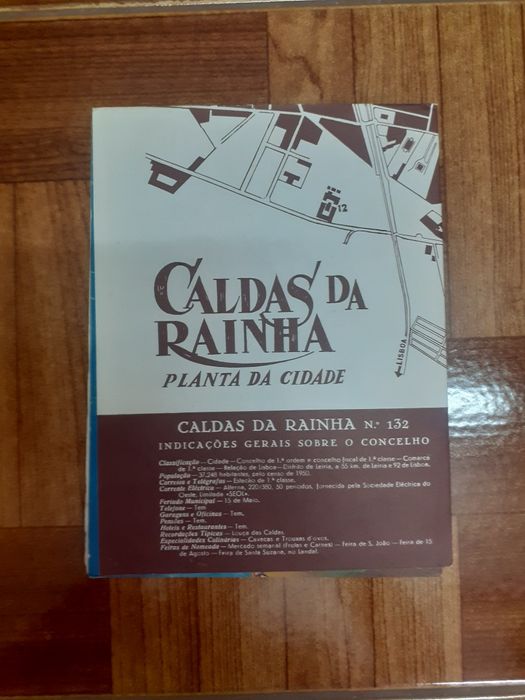 12
CALDAS DA
RAINHA
PLANTA DA CIDADE
LISBOA
CALDAS DA RAINHA N.º 132
INDICAÇÕES GERAIS SOBRE O CONCELHO
Classificação — Cidade — Concelho de 1.ª ordem e concelho fiscal de 1.ª classe — Comarca
de 1.ª classe — Relação de Lisboa — Distrito de Leiria, a 55 km. de Leiria e 92 de Lisboa.
População — 37.248 habitantes, pelo censo de 1950.
Correios e Telégrafos — Estação de 1.ª classe.
Corrente Eléctrica — Alterna, 220/380, 50 períodos, fornecida pela Sociedade Eléctrica do
Oeste, Limitada «SEOL».
Feriado Municipal — 15 de Maio.
Telefone — Tem
Garagens e Oficinas — Tem.
Pensões — Tem.
Hoteis e Restaurantes — Tem.
Recordações Típicas — Louça das Caldas.
Especialidades Culinárias — Cavacas e Trouxas d'ovos.
Feiras de Nomeada — Mercado semanal (Frutas e Carnes) — Feira de S. João — Feira de 15
de Agosto — Feira de Santa Suzana, no Landal.